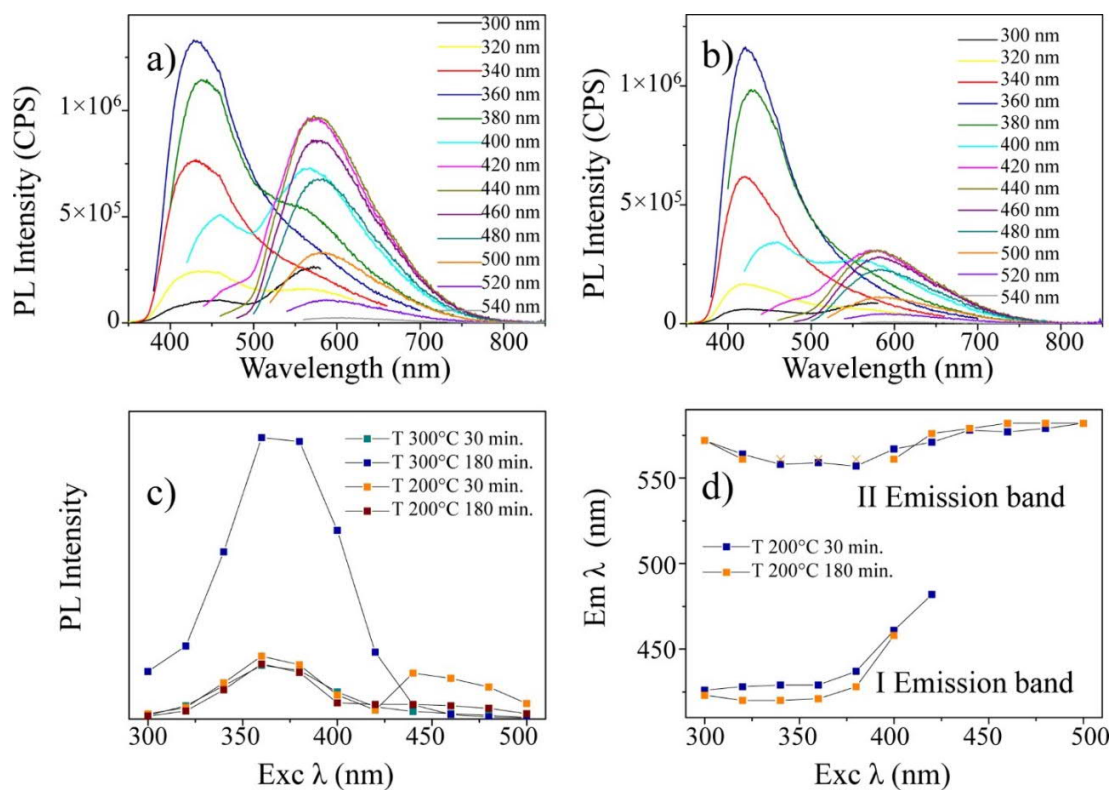 a)
300 nm
320 nm
340 nm
360 nm
380 nm
400 nm
420 nm
440 nm
460 nm
480 nm
500 nm
520 nm
540 nm
PL Intensity (CPS)
1×10⁶
5×10⁵
0
400 500 600 700 800
Wavelength (nm)
b)
300 nm
320 nm
340 nm
360 nm
380 nm
400 nm
420 nm
440 nm
460 nm
480 nm
500 nm
520 nm
540 nm
PL Intensity (CPS)
1×10⁶
5×10⁵
0
400 500 600 700 800
Wavelength (nm)
c)
T 300°C 30 min.
T 300°C 180 min.
T 200°C 30 min.
T 200°C 180 min.
PL Intensity
300 350 400 450 500
Exc λ (nm)
d)
II Emission band
T 200°C 30 min.
T 200°C 180 min.
I Emission band
Em λ (nm)
550
500
450
300 350 400 450 500
Exc λ (nm)